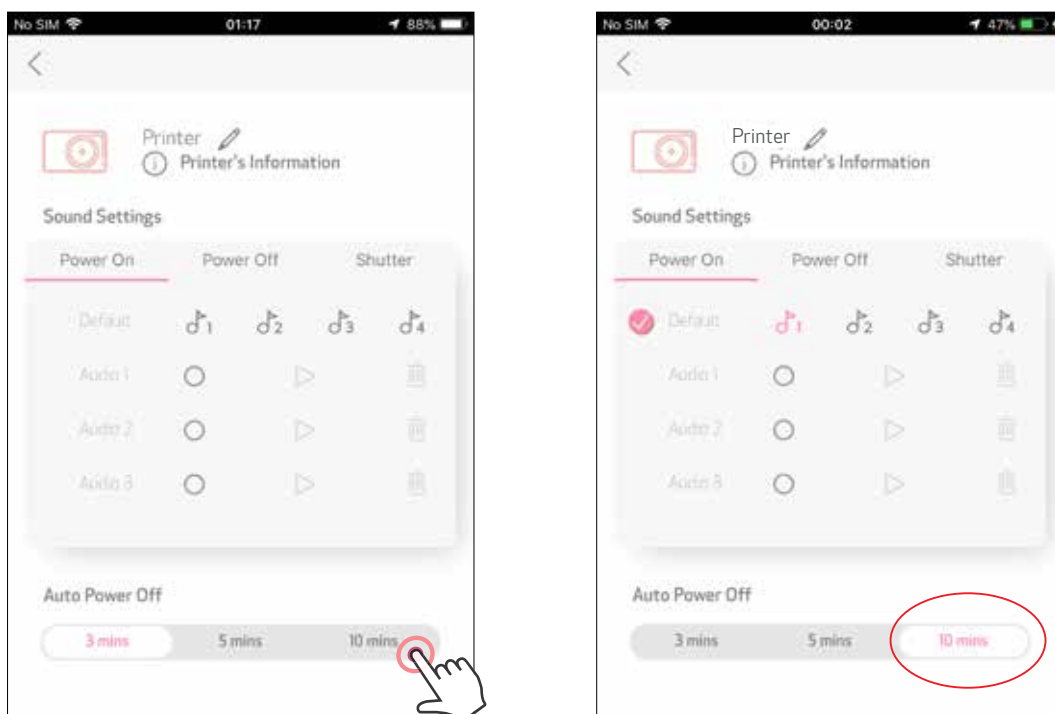 No SIM 01:17 88%
Printer
Printer's Information
Sound Settings
Power On Power Off Shutter
Default 1 2 3 4
Audio 1
Audio 2
Audio 3
Auto Power Off
3 mins 5 mins 10 mins
No SIM 00:02 47%
Printer
Printer's Information
Sound Settings
Power On Power Off Shutter
Default 1 2 3 4
Audio 1
Audio 2
Audio 3
Auto Power Off
3 mins 5 mins 10 mins